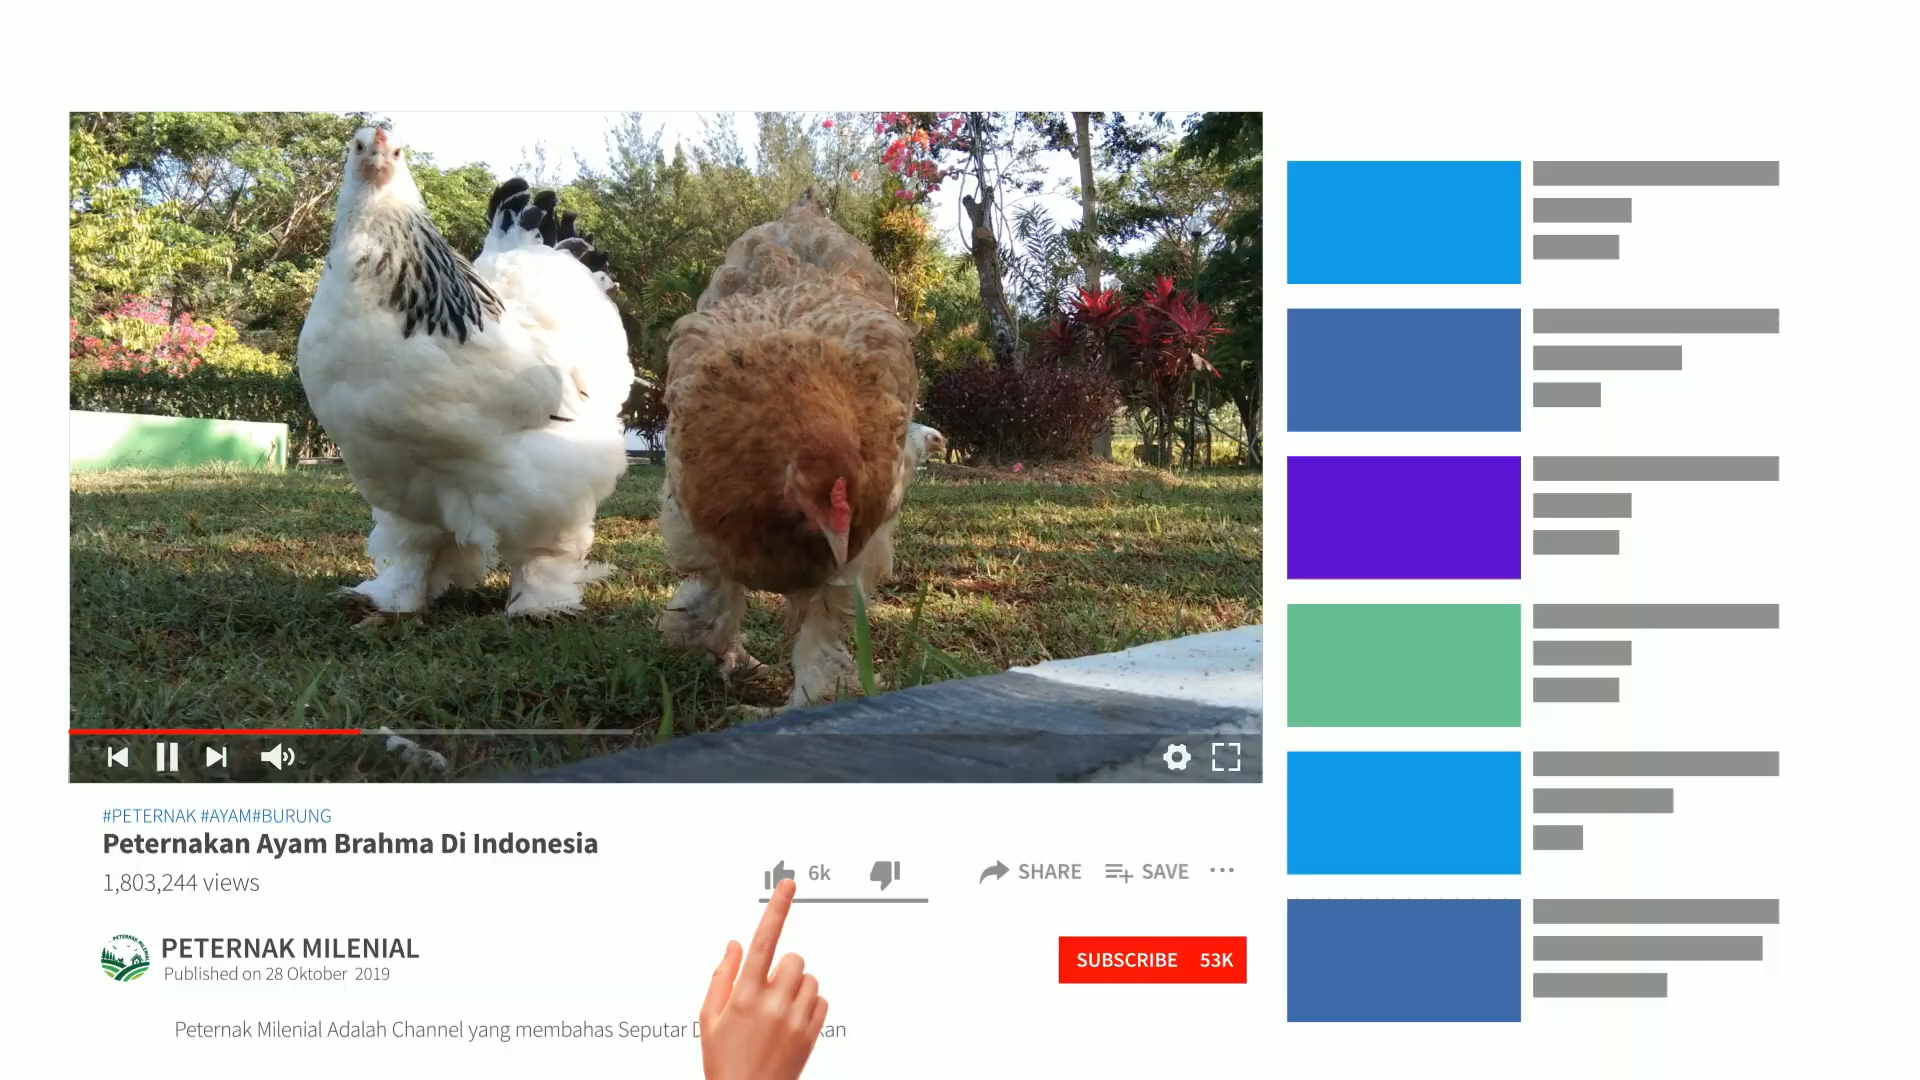 #PETERNAK #AYAM#BURUNG
Peternakan Ayam Brahma Di Indonesia
1,803,244 views
6k
SHARE
SAVE
PETERNAK MILENIAL
Published on 28 Oktober 2019
SUBSCRIBE 53K
Peternak Milenial Adalah Channel yang membahas Seputar